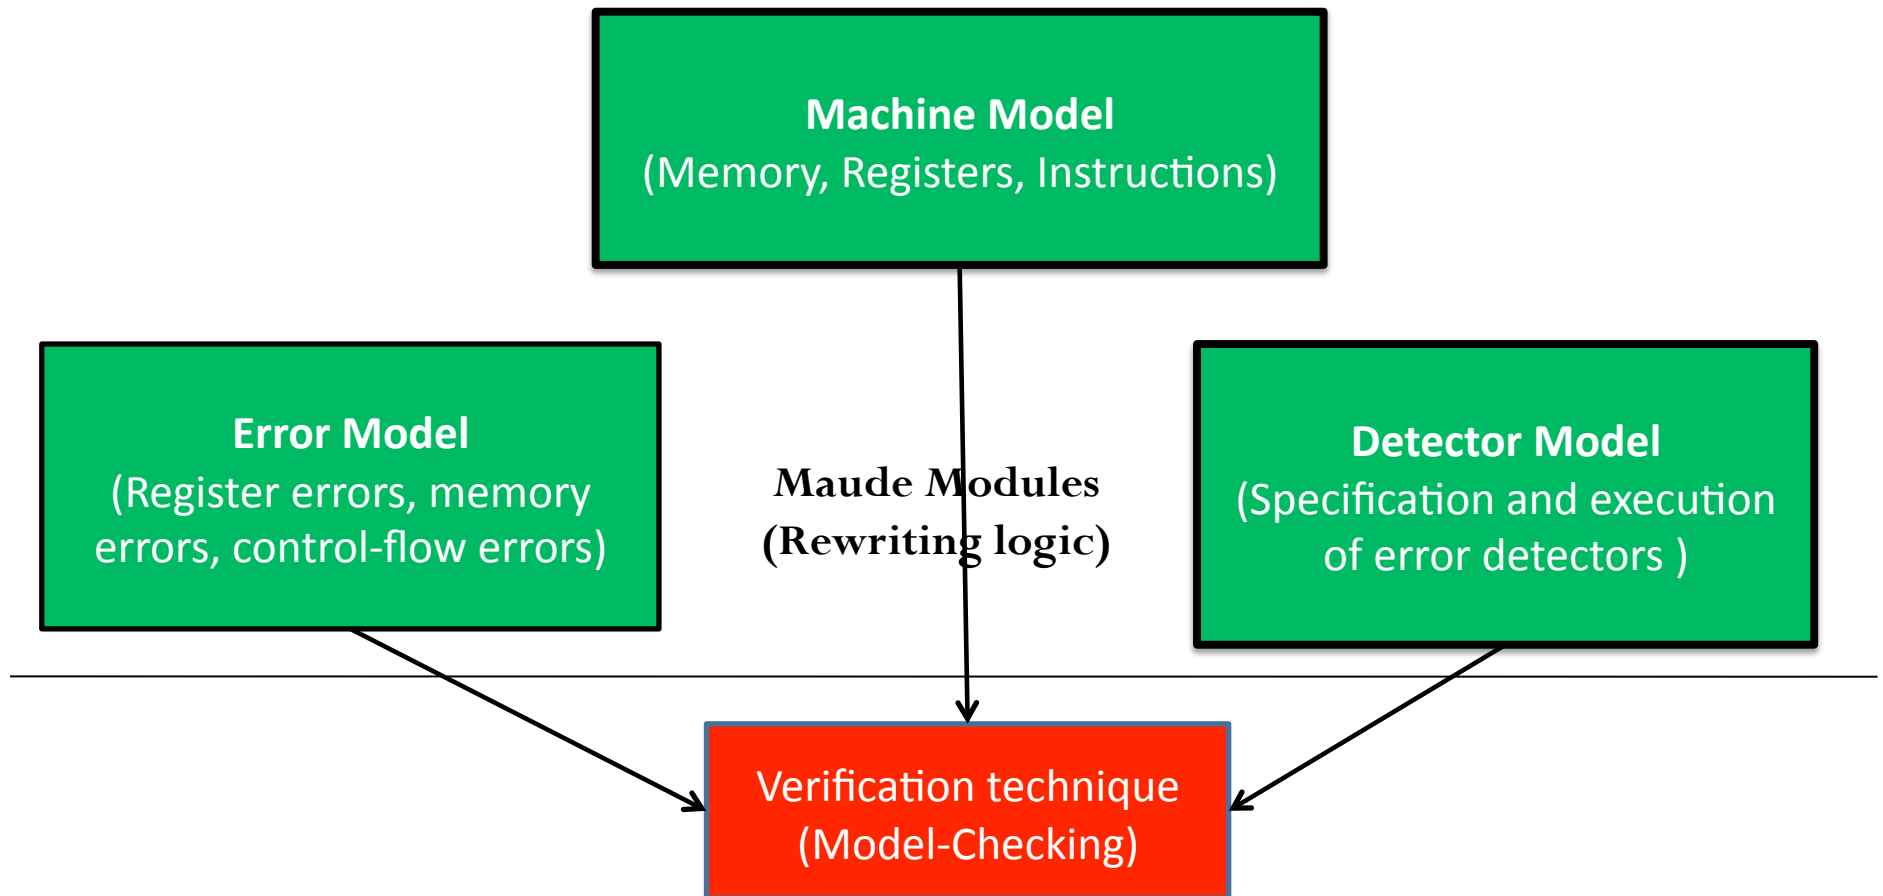 Machine Model
(Memory, Registers, Instructions)
Error Model
(Register errors, memory
errors, control-flow errors)
Maude Modules
(Rewriting logic)
Detector Model
(Specification and execution
of error detectors )
Verification technique
(Model-Checking)